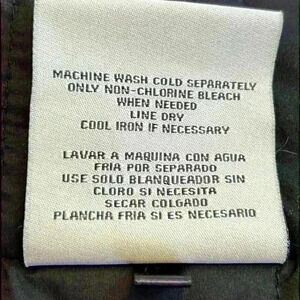 MACHINE WASH COLD SEPARATELY
ONLY NON-CHLORINE BLEACH
WHEN NEEDED
LINE DRY
COOL IRON IF NECESSARY
LAVAR A MAQUINA CON AGUA
FRIA POR SEPARADO
USE SOLO BLANQUEADOR SIN
CLORO SI NECESITA
SECAR COLGADO
PLANCHA FRIA SI ES NECESARIO